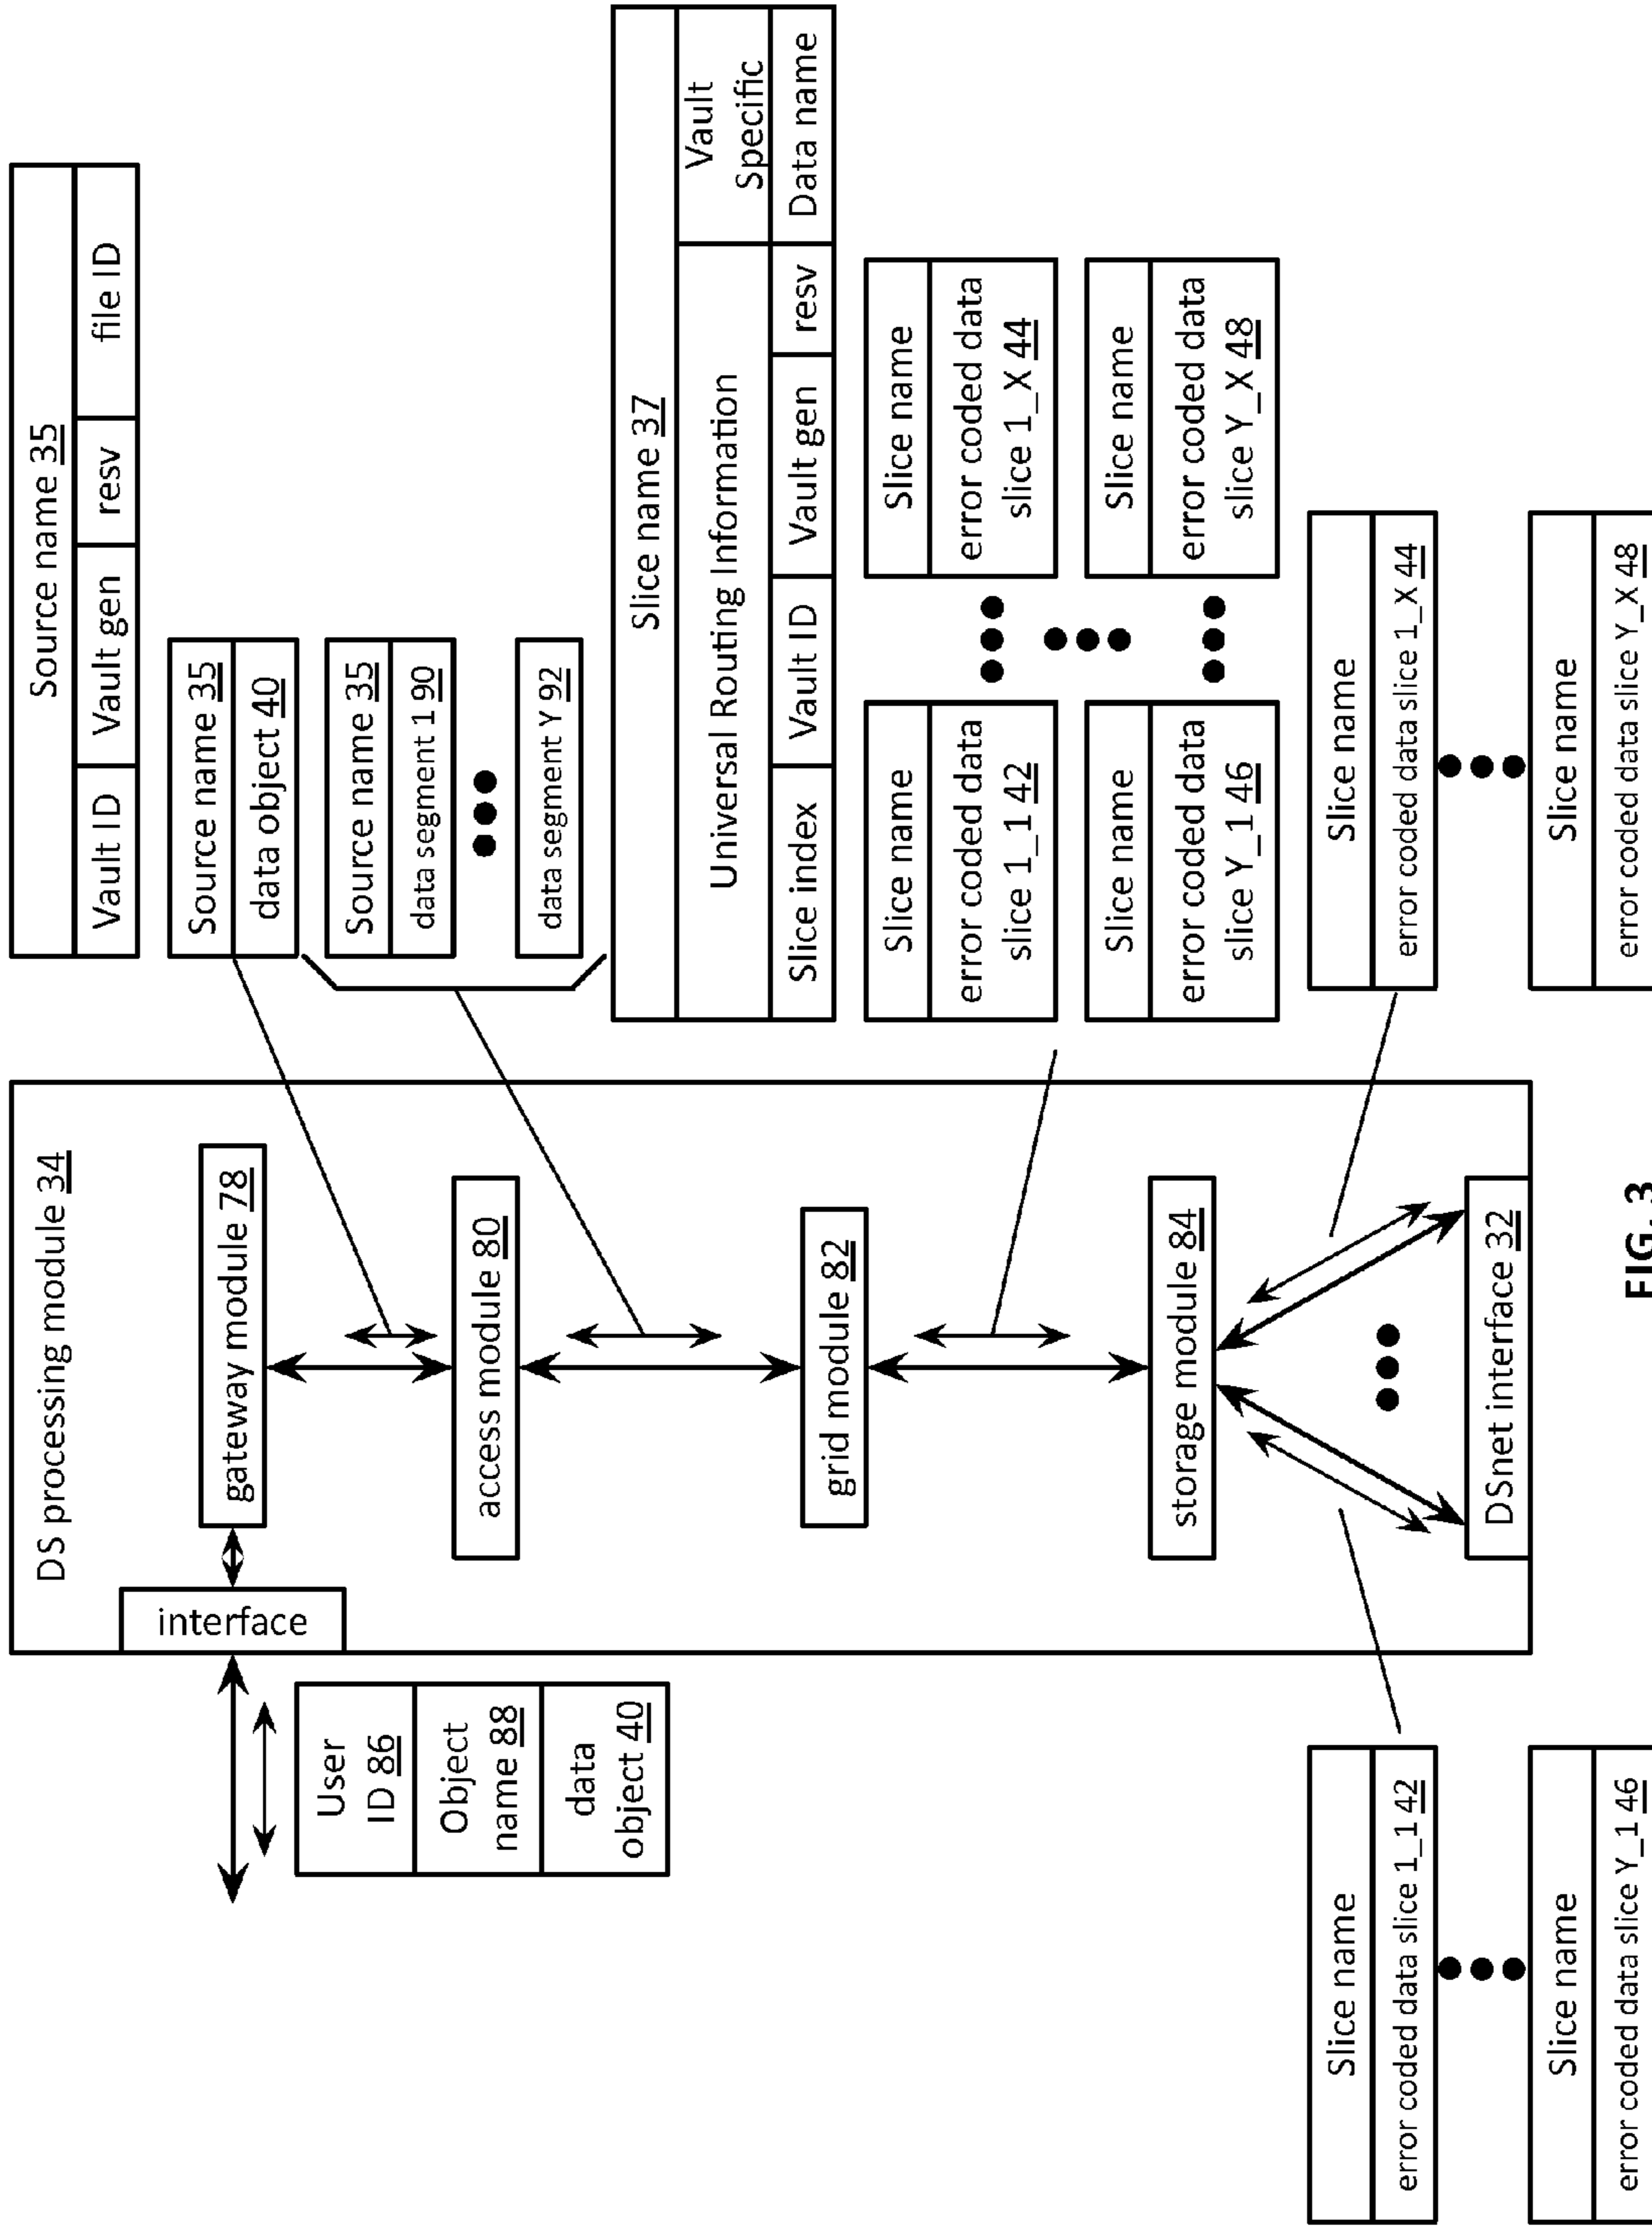 DS processing module 34
interface
gateway module 78
access module 80
grid module 82
storage module 84
DSnet interface 32
User
ID 86
Object
name 88
data
object 40
Source name 35
Vault ID
Vault gen
resv
file ID
Source name 35
data object 40
Source name 35
data segment 1 90
data segment Y 92
Slice name 37
Universal Routing Information
Vault
Specific
Slice index
Vault ID
Vault gen
resv
Data name
Slice name
error coded data
slice 1_1 42
Slice name
error coded data
slice 1_X 44
Slice name
error coded data
slice Y_1 46
Slice name
error coded data
slice Y_X 48
Slice name
error coded data slice 1_1 42
Slice name
error coded data slice Y_1 46
Slice name
error coded data slice 1_X 44
Slice name
error coded data slice Y_X 48
FIG. 3